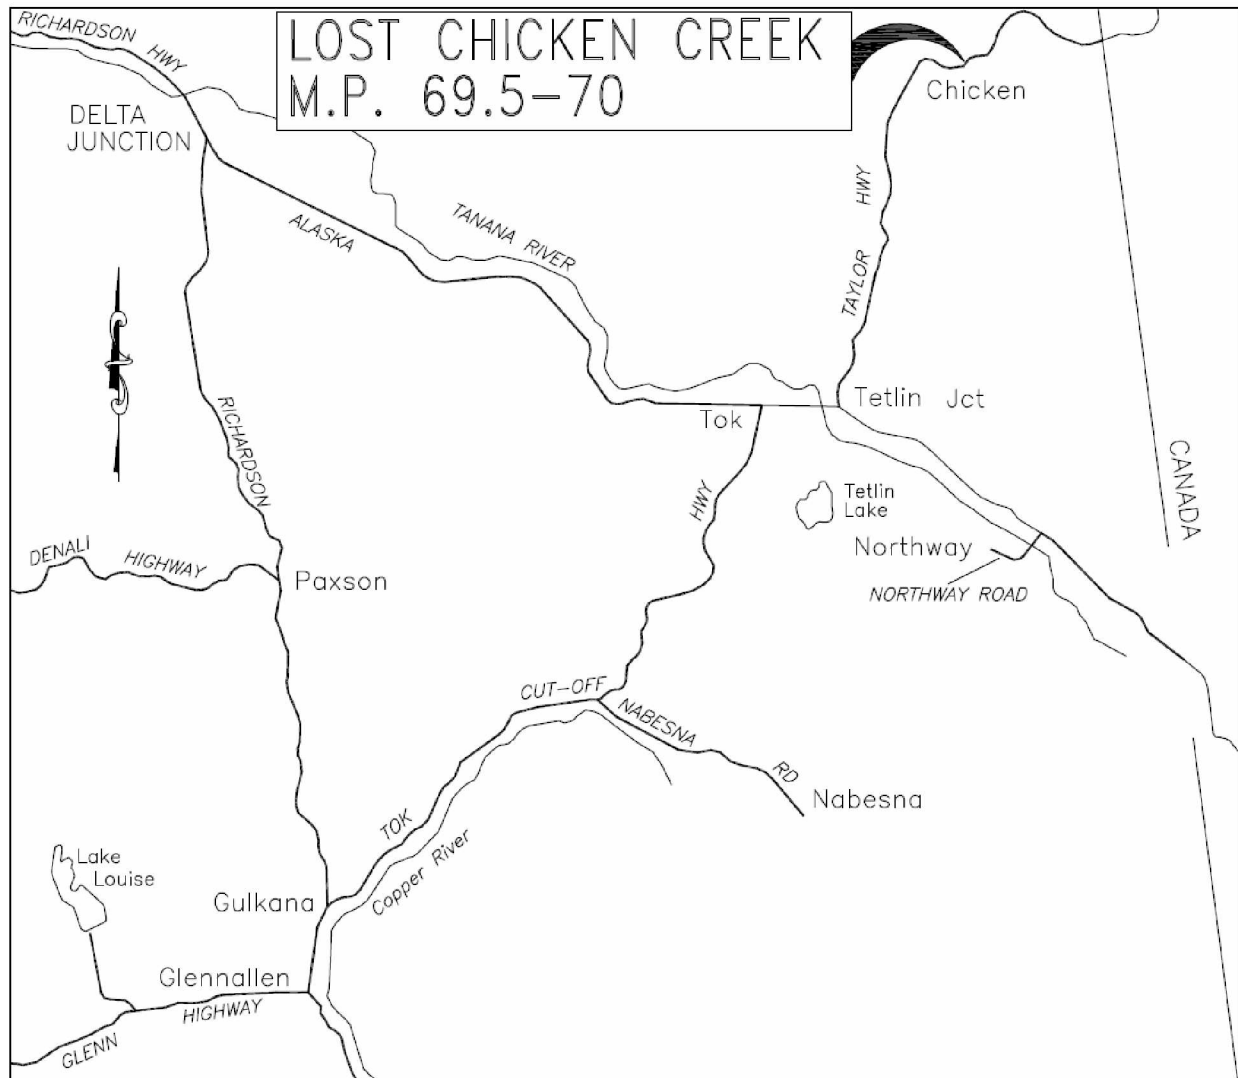 RICHARDSON HWY
LOST CHICKEN CREEK
M.P. 69.5-70
Chicken
DELTA
JUNCTION
ALASKA
TANANA RIVER
TAYLOR HWY
RICHARDSON
Tok
Tetlin Jct
CANADA
HWY
Tetlin
Lake
Northway
NORTHWAY ROAD
DENALI HIGHWAY
Paxson
CUT-OFF
NABESNA RD
Nabesna
TOK
Copper River
Lake
Louise
Gulkana
Glennallen
GLENN HIGHWAY